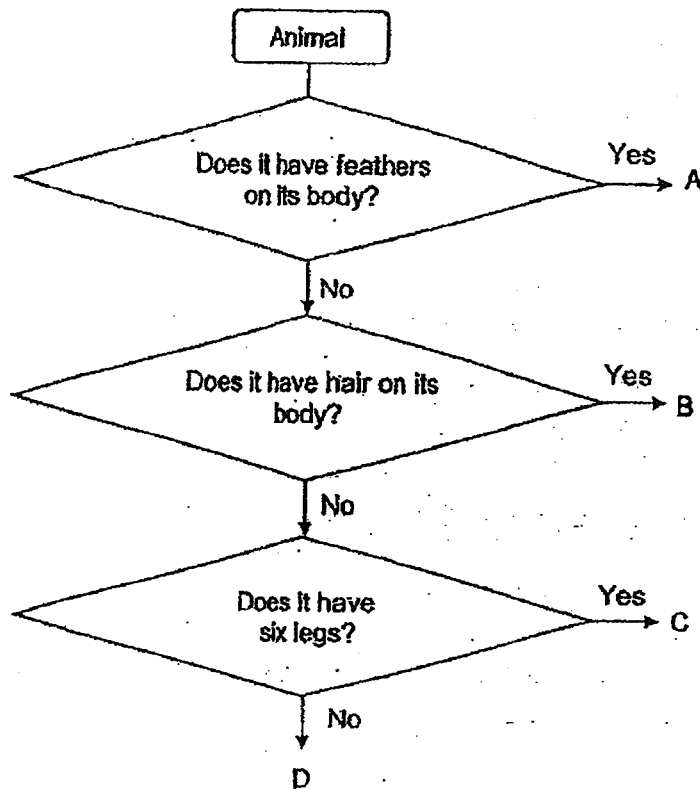 Animal
Does it have feathers
on its body?
Yes
A
No
Does it have hair on its
body?
Yes
B
No
Does it have
six legs?
Yes
C
No
D